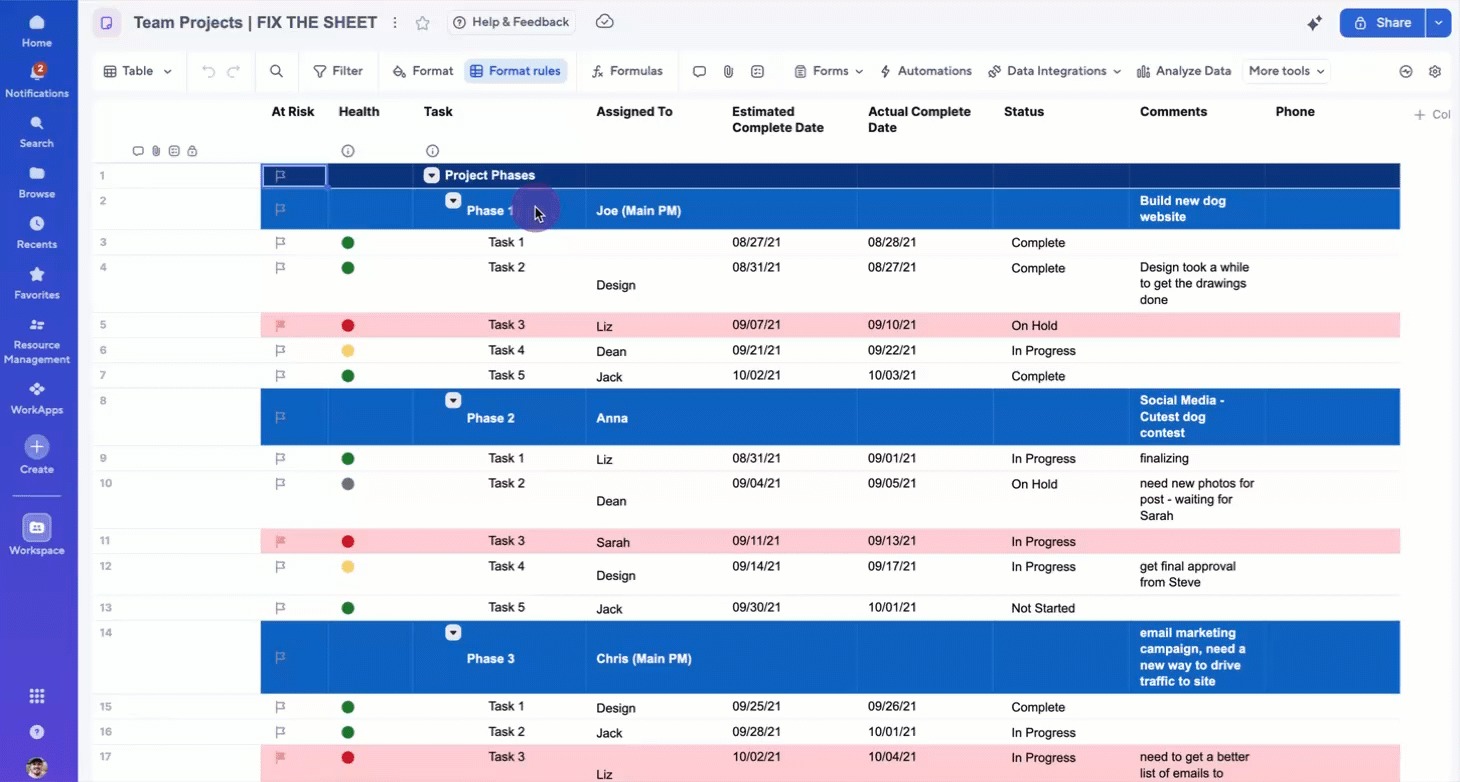 Team Projects | FIX THE SHEET
Help & Feedback
Share
Table
Filter
Format
Format rules
fx Formulas
Forms
Automations
Data Integrations
Analyze Data
More tools
Home
2
Notifications
Search
Browse
Recents
Favorites
Resource
Management
WorkApps
Create
Workspace
At Risk Health Task Assigned To Estimated Complete Date Actual Complete Date Status Comments Phone + Col
1 Project Phases
2 Phase 1 Joe (Main PM) Build new dog
website
3 Task 1 08/27/21 08/28/21 Complete
4 Task 2 Design 08/31/21 08/27/21 Complete Design took a while
to get the drawings
done
5 Task 3 Liz 09/07/21 09/10/21 On Hold
6 Task 4 Dean 09/21/21 09/22/21 In Progress
7 Task 5 Jack 10/02/21 10/03/21 Complete
8 Phase 2 Anna Social Media -
Cutest dog
contest
9 Task 1 Liz 08/31/21 09/01/21 In Progress finalizing
10 Task 2 Dean 09/04/21 09/05/21 On Hold need new photos for
post - waiting for
Sarah
11 Task 3 Sarah 09/11/21 09/13/21 In Progress
12 Task 4 Design 09/14/21 09/17/21 In Progress get final approval
from Steve
13 Task 5 Jack 09/30/21 10/01/21 Not Started
14 Phase 3 Chris (Main PM) email marketing
campaign, need a
new way to drive
traffic to site
15 Task 1 Design 09/25/21 09/26/21 Complete
16 Task 2 Jack 09/28/21 10/01/21 In Progress
17 Task 3 Liz 10/02/21 10/04/21 In Progress need to get a better
list of emails to